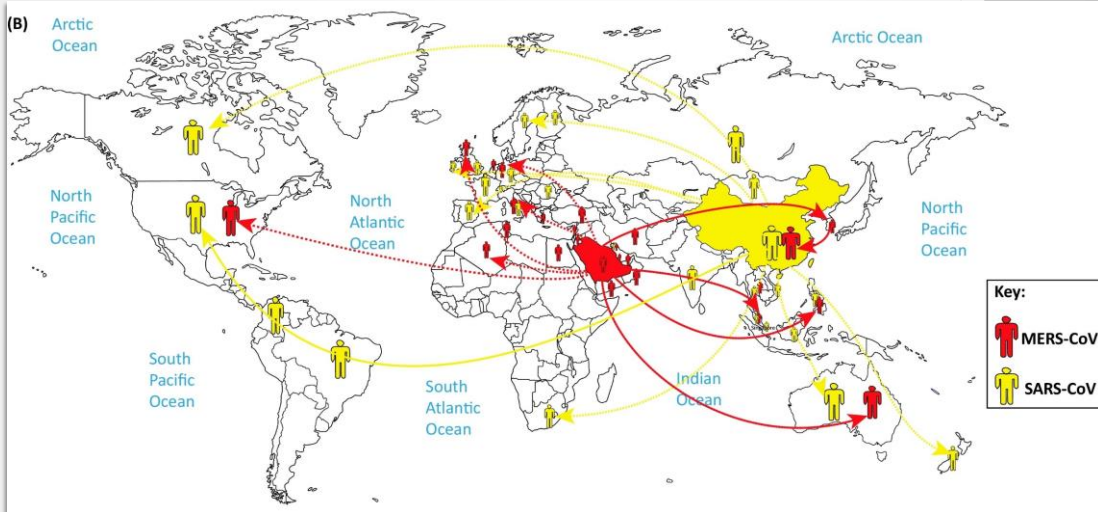 (B)
Arctic
Ocean
Arctic Ocean
North
Pacific
Ocean
North
Atlantic
Ocean
North
Pacific
Ocean
Key:
MERS-CoV
SARS-CoV
South
Pacific
Ocean
South
Atlantic
Ocean
Indian
Ocean